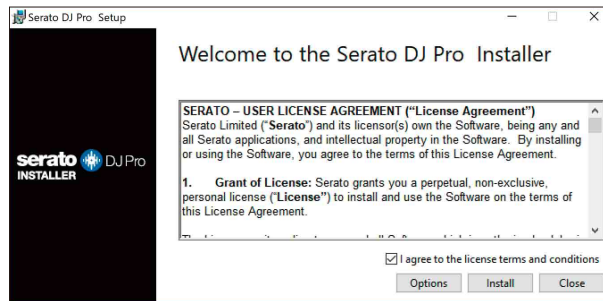 Serato DJ Pro Setup
Welcome to the Serato DJ Pro Installer
SERATO – USER LICENSE AGREEMENT ("License Agreement")
Serato Limited ("Serato") and its licensor(s) own the Software, being any and
all Serato applications, and intellectual property in the Software. By installing
or using the Software, you agree to the terms of this License Agreement.
1. Grant of License: Serato grants you a perpetual, non-exclusive,
personal license ("License") to install and use the Software on the terms of
this License Agreement.
serato DJ Pro
INSTALLER
I agree to the license terms and conditions
Options Install Close